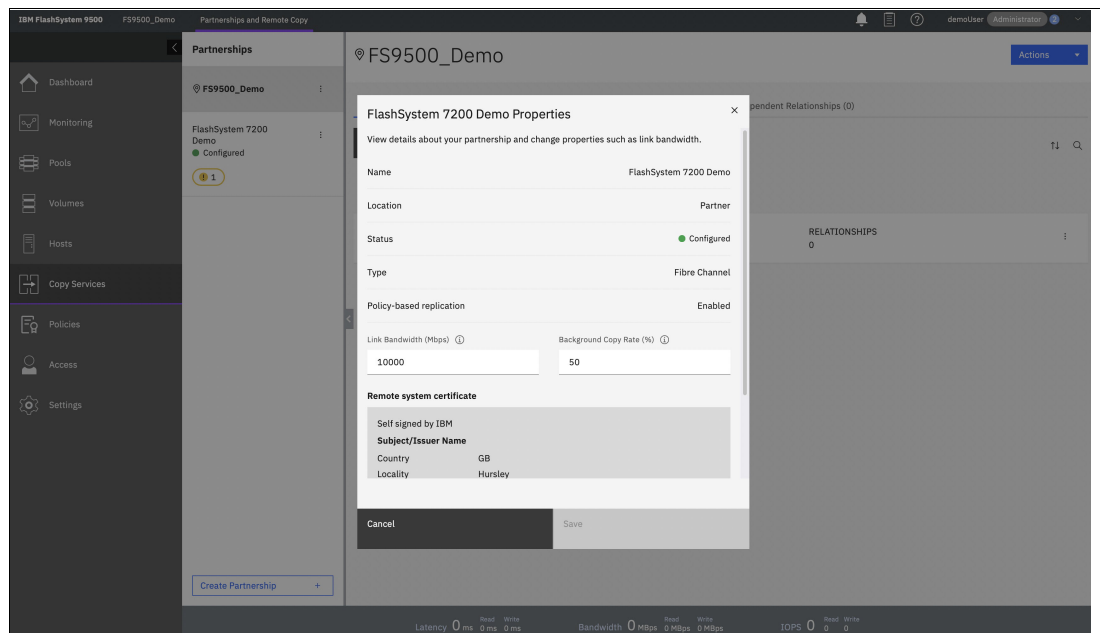 IBM FlashSystem 9500 FS9500_Demo Partnerships and Remote Copy
demoUser Administrator 2
Partnerships
FS9500_Demo
Actions
Dashboard
FS9500_Demo
Monitoring
FlashSystem 7200
Demo
Configured
1
Pools
Volumes
Hosts
Copy Services
Policies
Access
Settings
Create Partnership +
pendent Relationships (0)
RELATIONSHIPS
0
FlashSystem 7200 Demo Properties
View details about your partnership and change properties such as link bandwidth.
Name FlashSystem 7200 Demo
Location Partner
Status Configured
Type Fibre Channel
Policy-based replication Enabled
Link Bandwidth (Mbps) Background Copy Rate (%)
10000 50
Remote system certificate
Self signed by IBM
Subject/Issuer Name
Country GB
Locality Hursley
Cancel Save
Latency 0 ms Read 0 ms Write 0 ms Bandwidth 0 MBps Read 0 MBps Write 0 MBps IOPS 0 Read 0 Write 0